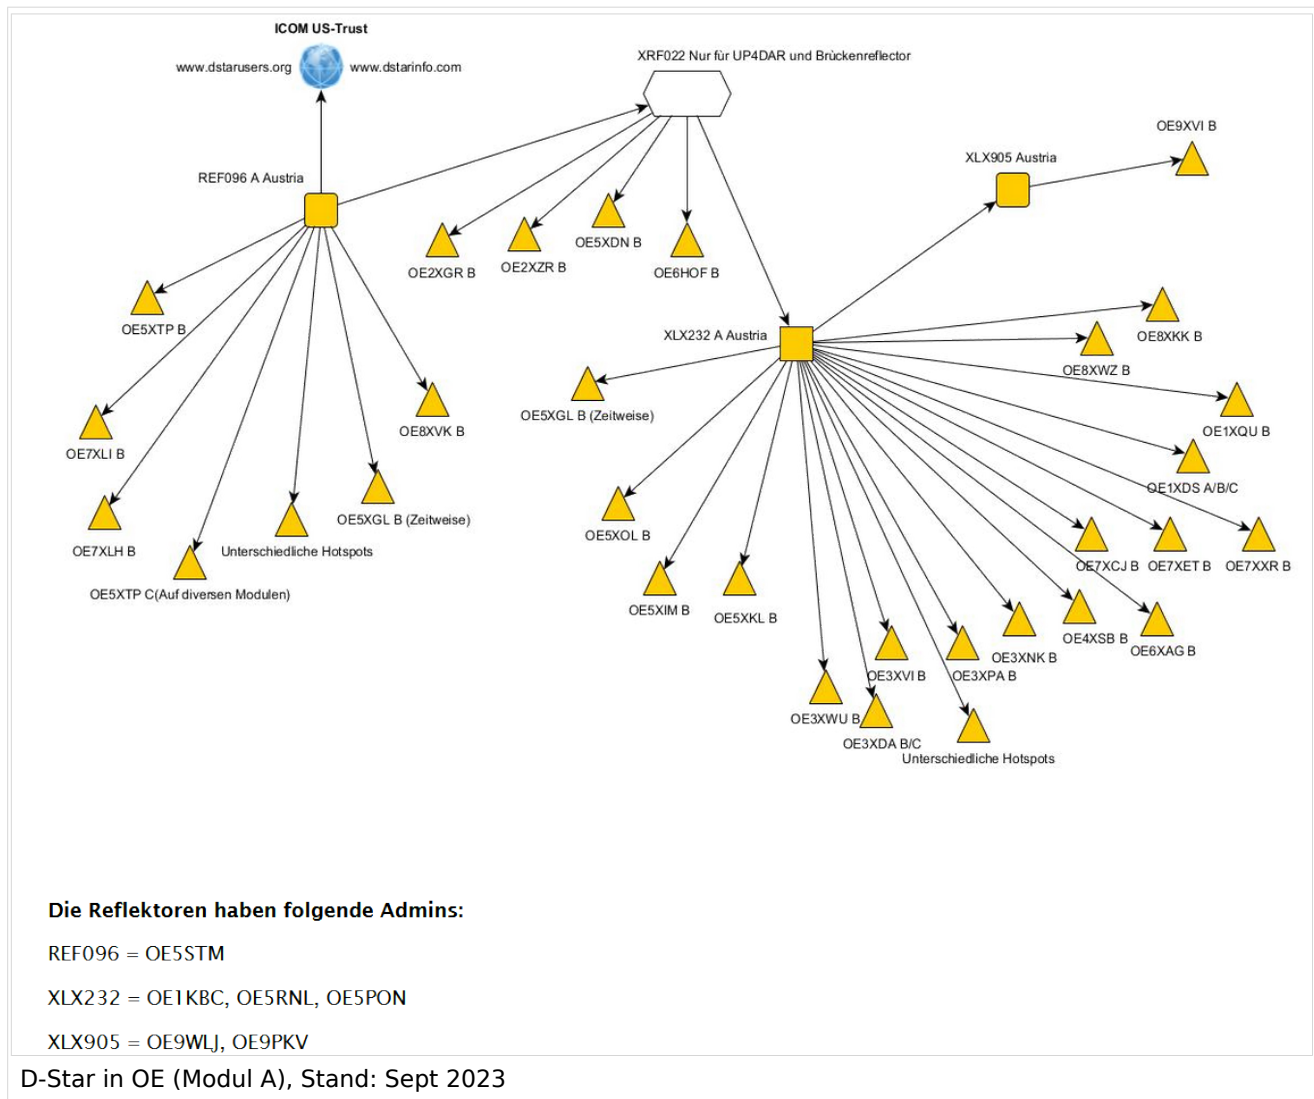 ICOM US-Trust
www.dstarusers.org
www.dstarinfo.com
XRF022 Nur für UP4DAR und Brückenreflector
OE9XVI B
XLX905 Austria
REF096 A Austria
OE5XDN B
OE2XGR B
OE2XZR B
OE6HOF B
OE5XTP B
XLX232 A Austria
OE8XKK B
OE8XWZ B
OE5XGL B (Zeitweise)
OE8XVK B
OE1XQU B
OE7XLI B
OE1XDS A/B/C
OE5XGL B (Zeitweise)
OE5XOL B
OE7XLH B
Unterschiedliche Hotspots
OE7XCJ B
OE7XET B
OE7XXR B
OE5XTP C(Auf diversen Modulen)
OE5XIM B
OE5XKL B
OE4XSB B
OE6XAG B
OE3XNK B
OE3XVI B
OE3XPA B
OE3XWU B
OE3XDA B/C
Unterschiedliche Hotspots
Die Reflektoren haben folgende Admins:
REF096 = OE5STM
XLX232 = OE1KBC, OE5RNL, OE5PON
XLX905 = OE9WLJ, OE9PKV
D-Star in OE (Modul A), Stand: Sept 2023